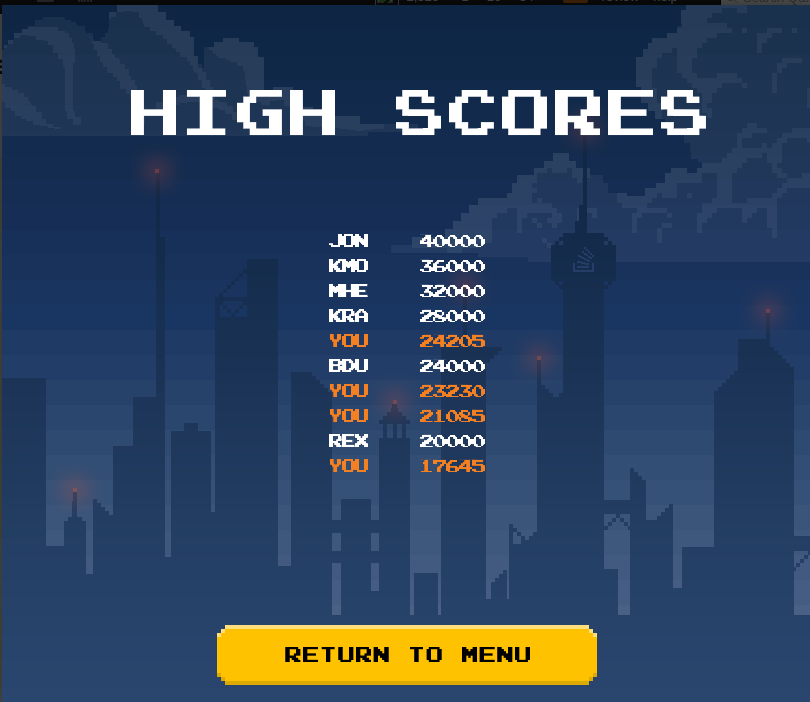 HIGH SCORES
JON 40000
KMO 36000
MHE 32000
KRA 28000
YOU 24205
BDU 24000
YOU 23230
YOU 21085
REX 20000
YOU 17645
RETURN TO MENU